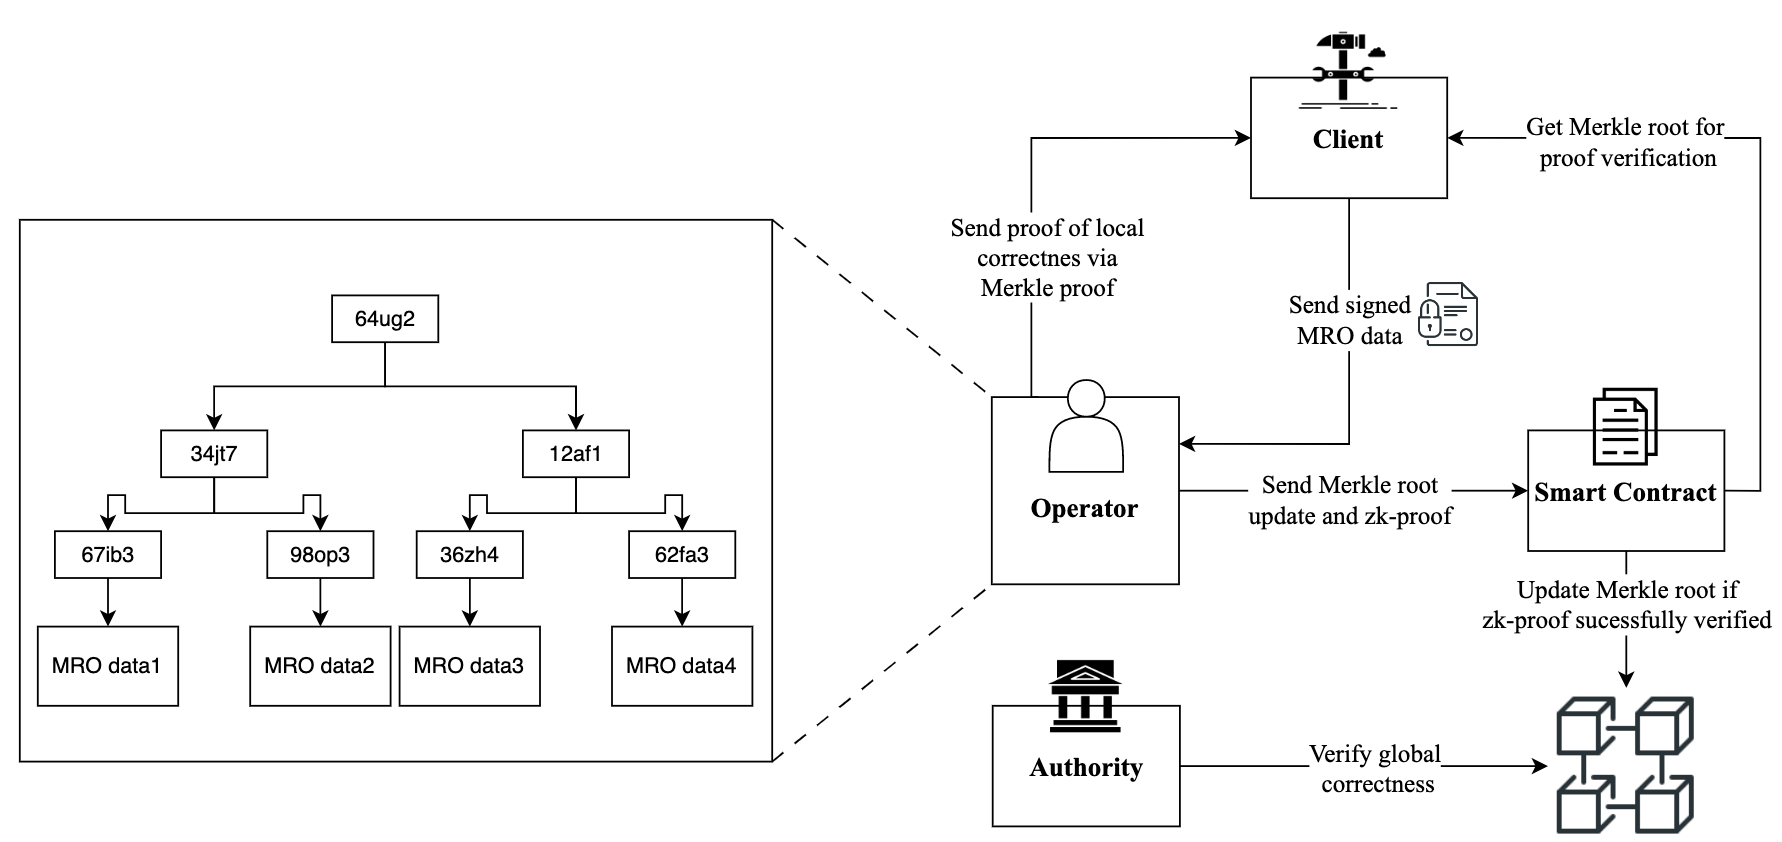 Client
Get Merkle root for
proof verification
Send proof of local
correctnes via
Merkle proof
Send signed
MRO data
64ug2
34jt7
12af1
67ib3
98op3
36zh4
62fa3
MRO data1
MRO data2
MRO data3
MRO data4
Operator
Send Merkle root
update and zk-proof
Smart Contract
Update Merkle root if
zk-proof sucessfully verified
Authority
Verify global
correctness